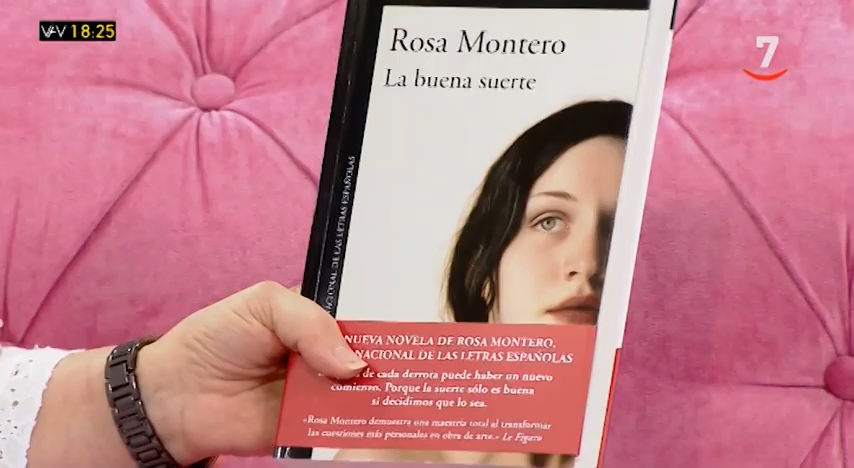 VAV 18:25
7
Rosa Montero
La buena suerte
NACIONAL DE LAS LETRAS ESPAÑOLAS
NUEVA NOVELA DE ROSA MONTERO,
NACIONAL DE LAS LETRAS ESPAÑOLAS
de cada derrota puede haber un nuevo
comienzo. Porque la suerte sólo es buena
si decidimos que lo sea.
«Rosa Montero demuestra una maestría total al transformar
las cuestiones más personales en obra de arte.» Le Figaro